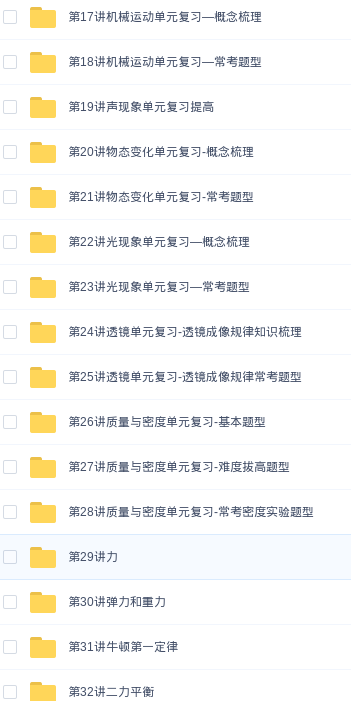 第17讲机械运动单元复习—概念梳理
第18讲机械运动单元复习—常考题型
第19讲声现象单元复习提高
第20讲物态变化单元复习-概念梳理
第21讲物态变化单元复习-常考题型
第22讲光现象单元复习—概念梳理
第23讲光现象单元复习—常考题型
第24讲透镜单元复习-透镜成像规律知识梳理
第25讲透镜单元复习-透镜成像规律常考题型
第26讲质量与密度单元复习-基本题型
第27讲质量与密度单元复习-难度拔高题型
第28讲质量与密度单元复习-常考密度实验题型
第29讲力
第30讲弹力和重力
第31讲牛顿第一定律
第32讲二力平衡